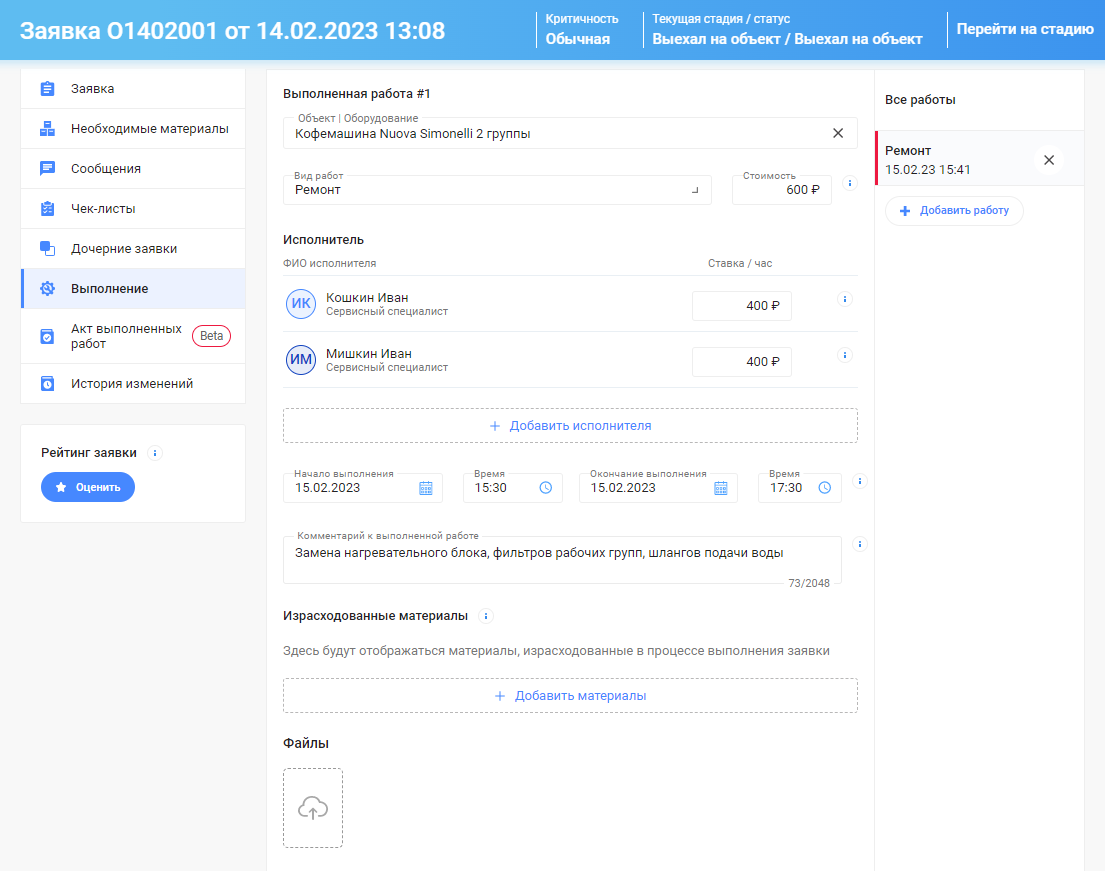 Заявка О1402001 от 14.02.2023 13:08
Критичность
Обычная
Текущая стадия / статус
Выехал на объект / Выехал на объект
Перейти на стадию
Заявка
Необходимые материалы
Сообщения
Чек-листы
Дочерние заявки
Выполнение
Акт выполненных
работ
Beta
История изменений
Рейтинг заявки
Оценить
Выполненная работа #1
Объект | Оборудование
Кофемашина Nuova Simonelli 2 группы
Вид работ
Ремонт
Стоимость
600 ₽
Исполнитель
ФИО исполнителя
Ставка / час
ИК
Кошкин Иван
Сервисный специалист
400 ₽
ИМ
Мишкин Иван
Сервисный специалист
400 ₽
Добавить исполнителя
Начало выполнения
15.02.2023
Время
15:30
Окончание выполнения
15.02.2023
Время
17:30
Комментарий к выполненной работе
Замена нагревательного блока, фильтров рабочих групп, шлангов подачи воды
73/2048
Израсходованные материалы
Здесь будут отображаться материалы, израсходованные в процессе выполнения заявки
Добавить материалы
Файлы
Все работы
Ремонт
15.02.23 15:41
Добавить работу